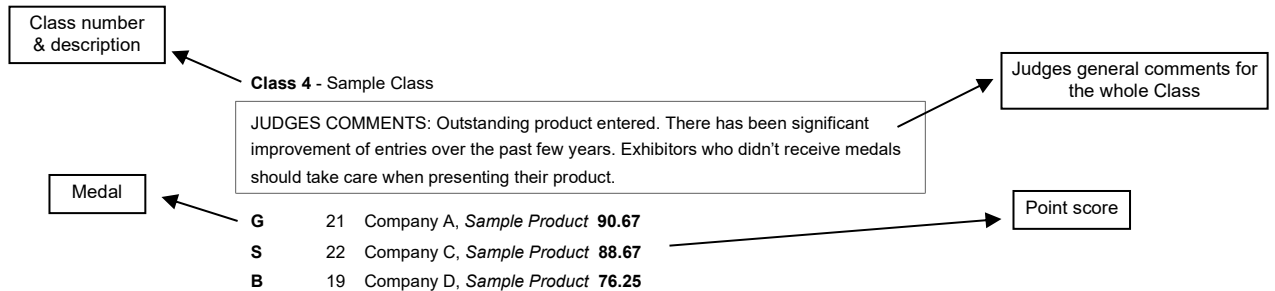 Class number
& description
Class 4 - Sample Class
Judges general comments for
the whole Class
JUDGES COMMENTS: Outstanding product entered. There has been significant
improvement of entries over the past few years. Exhibitors who didn’t receive medals
should take care when presenting their product.
Medal
Point score
G 21 Company A, Sample Product 90.67
S 22 Company C, Sample Product 88.67
B 19 Company D, Sample Product 76.25